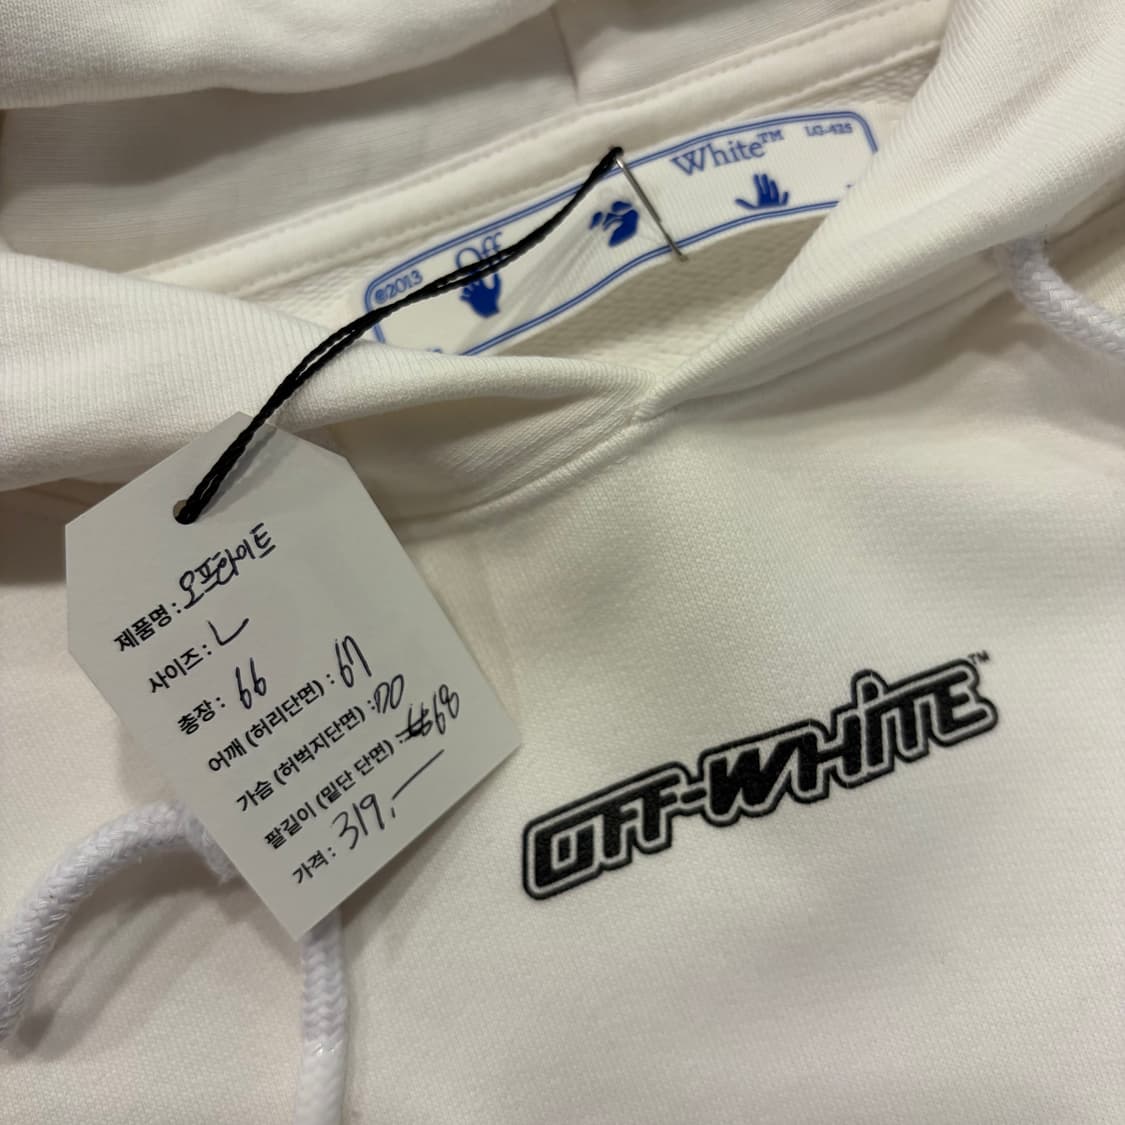 ©2013 Off White™ LG-425
제품명 : 오프화이트
사이즈 : L
총장 : 66
어깨 (허리단면) : 67
가슴 (허벅지단면) : 70
팔길이 (밑단 단면) : 68
가격 : 319,—
OFF-WHITE™